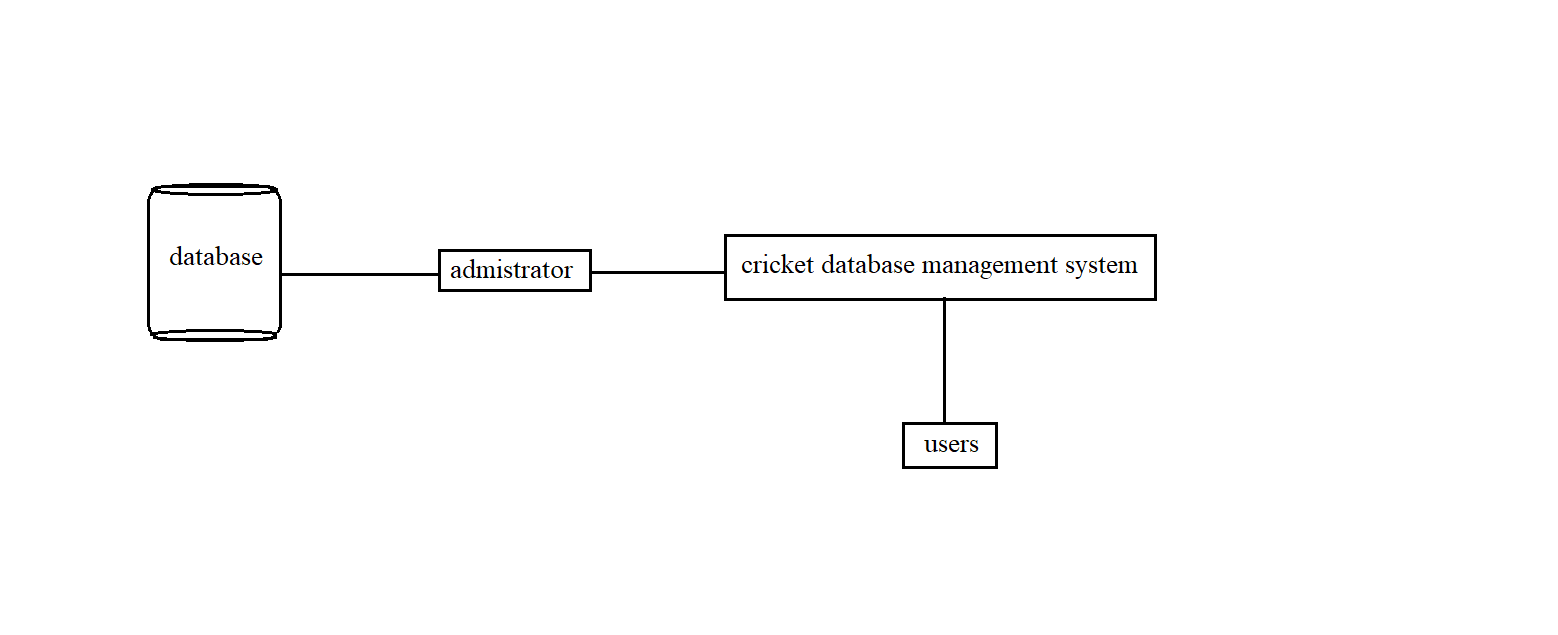 database
admistrator
cricket database management system
users